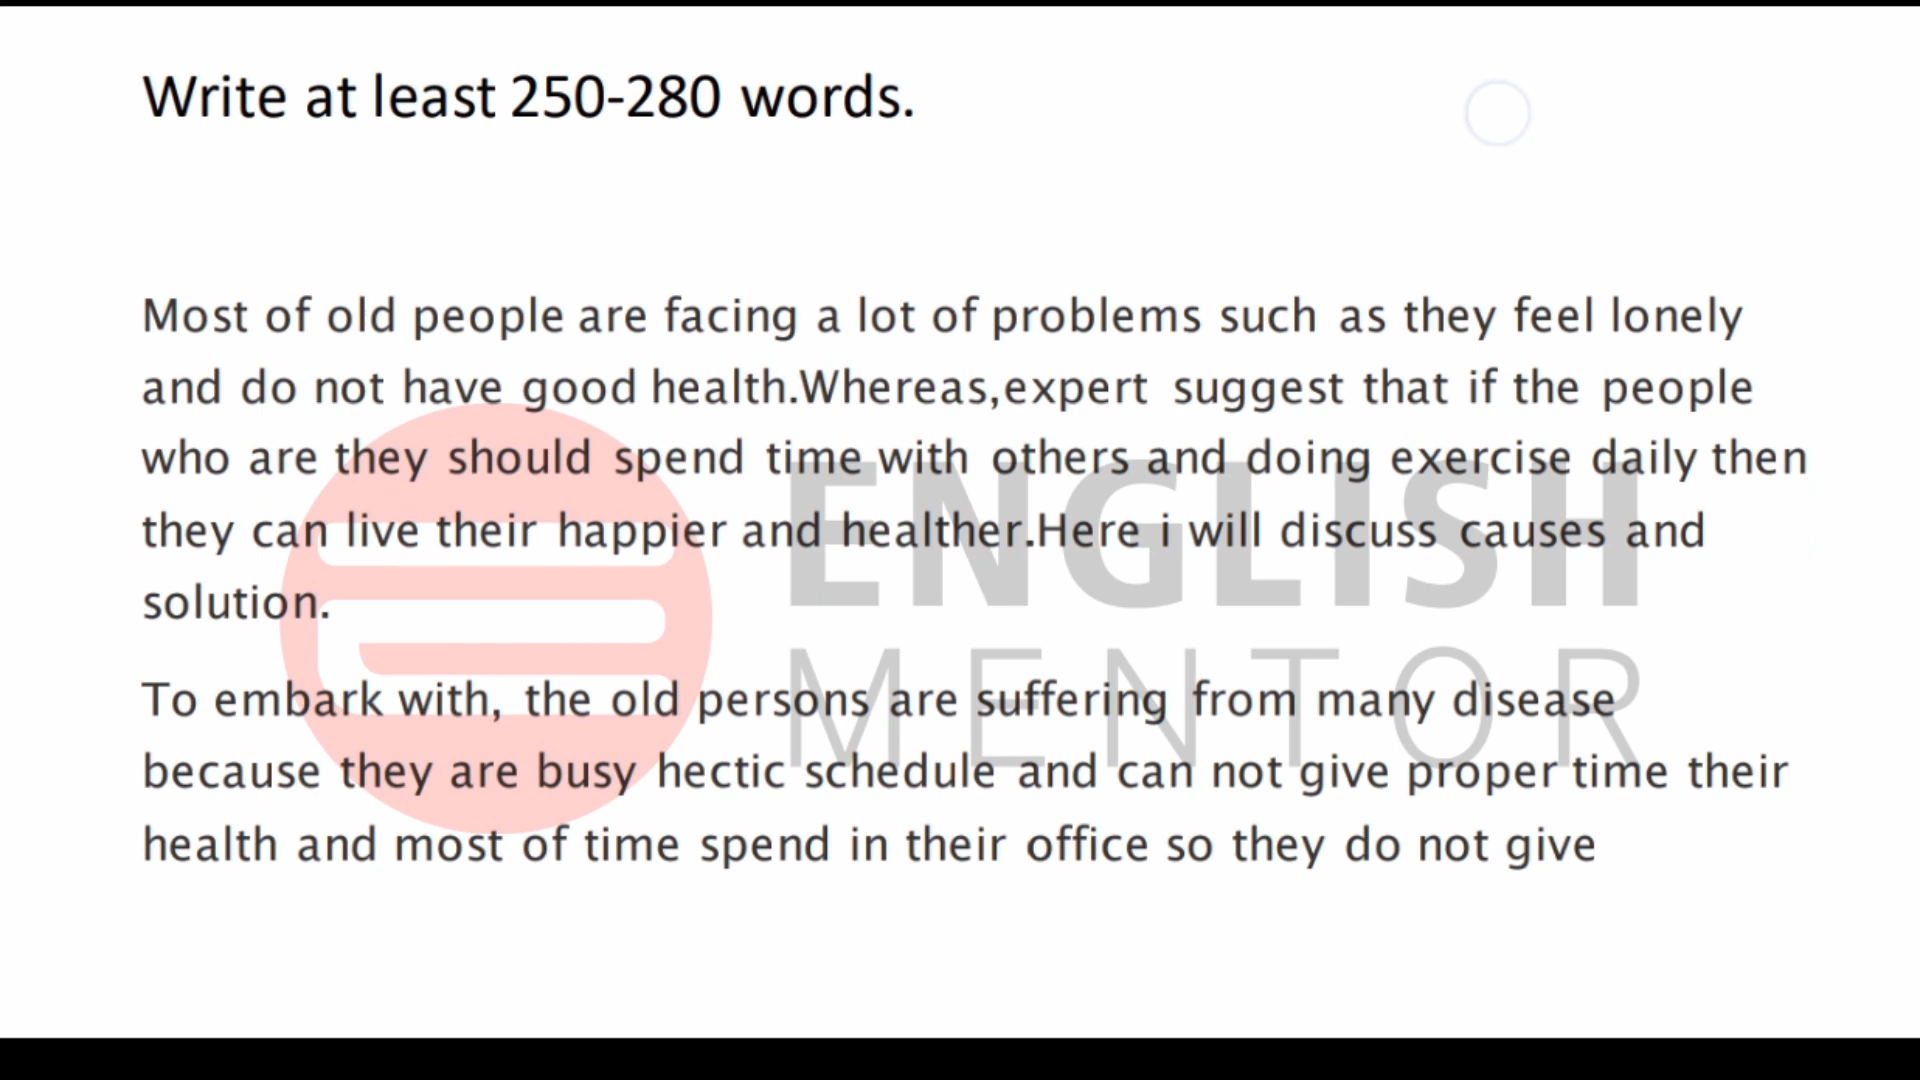 Write at least 250-280 words.
Most of old people are facing a lot of problems such as they feel lonely
and do not have good health.Whereas,expert suggest that if the people
who are they should spend time with others and doing exercise daily then
they can live their happier and healther.Here i will discuss causes and
solution.
To embark with, the old persons are suffering from many disease
because they are busy hectic schedule and can not give proper time their
health and most of time spend in their office so they do not give
ENGLISH
MENTOR